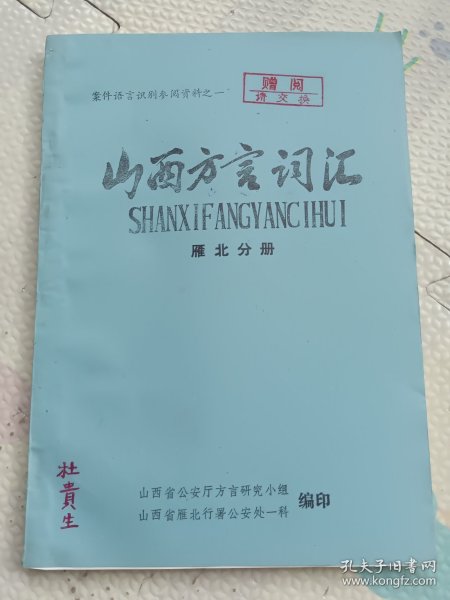 案件语言识别参阅资料之一
赠阅
请交换
山西方言词汇
SHANXIFANGYANCIHUI
雁北分册
杜貴生
山西省公安厅方言研究小组
山西省雁北行署公安处一科
编印
孔夫子旧书网
www.kongfz.com